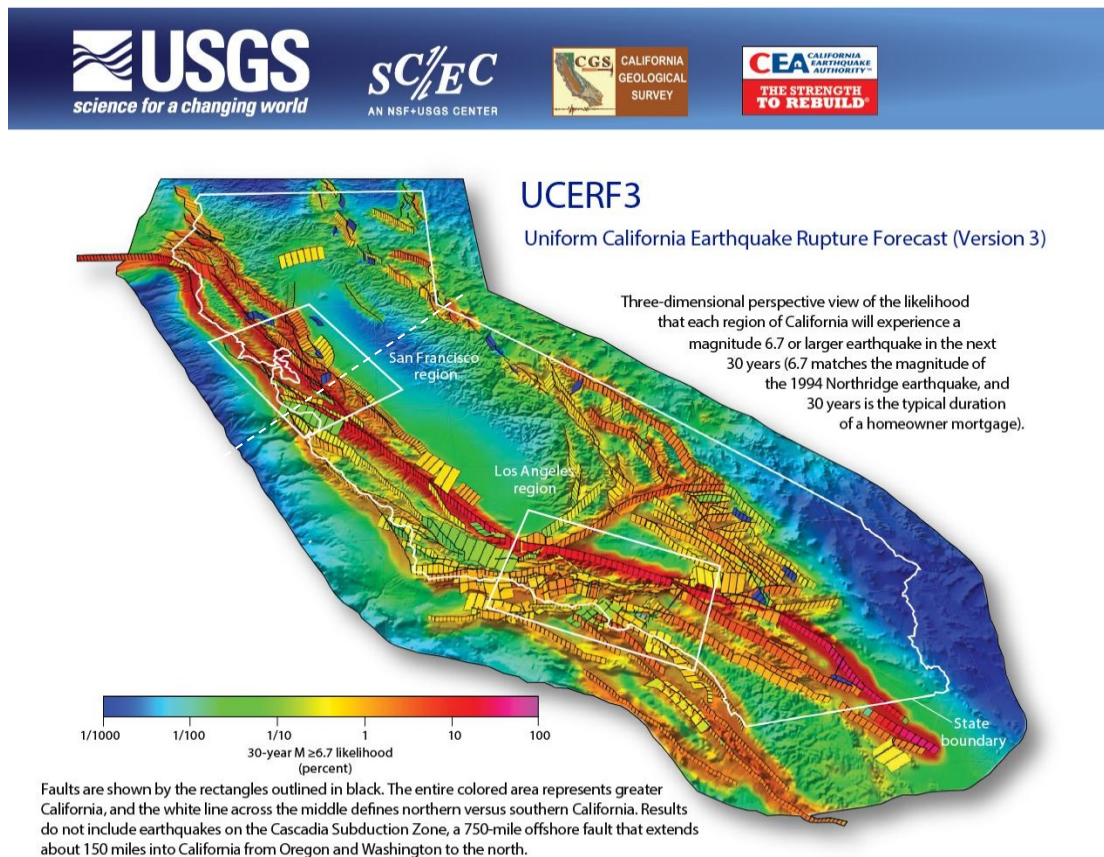 USGS
science for a changing world
SC/EC
AN NSF+USGS CENTER
CGS
CALIFORNIA
GEOLOGICAL
SURVEY
CEA CALIFORNIA
EARTHQUAKE
AUTHORITY™
THE STRENGTH
TO REBUILD®
UCERF3
Uniform California Earthquake Rupture Forecast (Version 3)
Three-dimensional perspective view of the likelihood
that each region of California will experience a
magnitude 6.7 or larger earthquake in the next
30 years (6.7 matches the magnitude of
the 1994 Northridge earthquake, and
30 years is the typical duration
of a homeowner mortgage).
San Francisco
region
Los Angeles
region
State
boundary
1/1000 1/100 1/10 1 10 100
30-year M ≥6.7 likelihood
(percent)
Faults are shown by the rectangles outlined in black. The entire colored area represents greater
California, and the white line across the middle defines northern versus southern California. Results
do not include earthquakes on the Cascadia Subduction Zone, a 750-mile offshore fault that extends
about 150 miles into California from Oregon and Washington to the north.